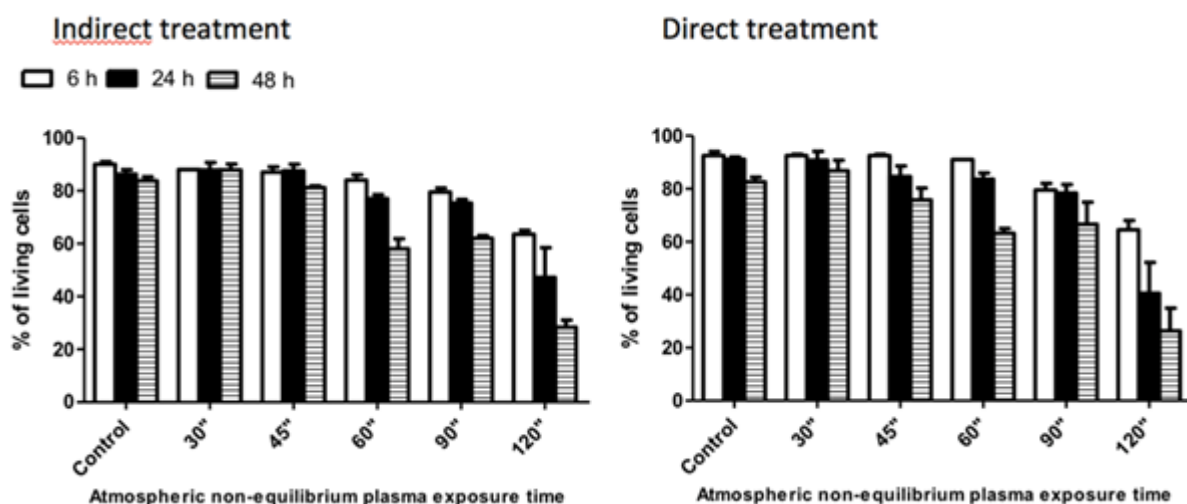 Indirect treatment
6 h 24 h 48 h
% of living cells
100
80
60
40
20
0
Control 30" 45" 60" 90" 120"
Atmospheric non-equilibrium plasma exposure time
Direct treatment
% of living cells
100
80
60
40
20
0
Control 30" 45" 60" 90" 120"
Atmospheric non-equilibrium plasma exposure time